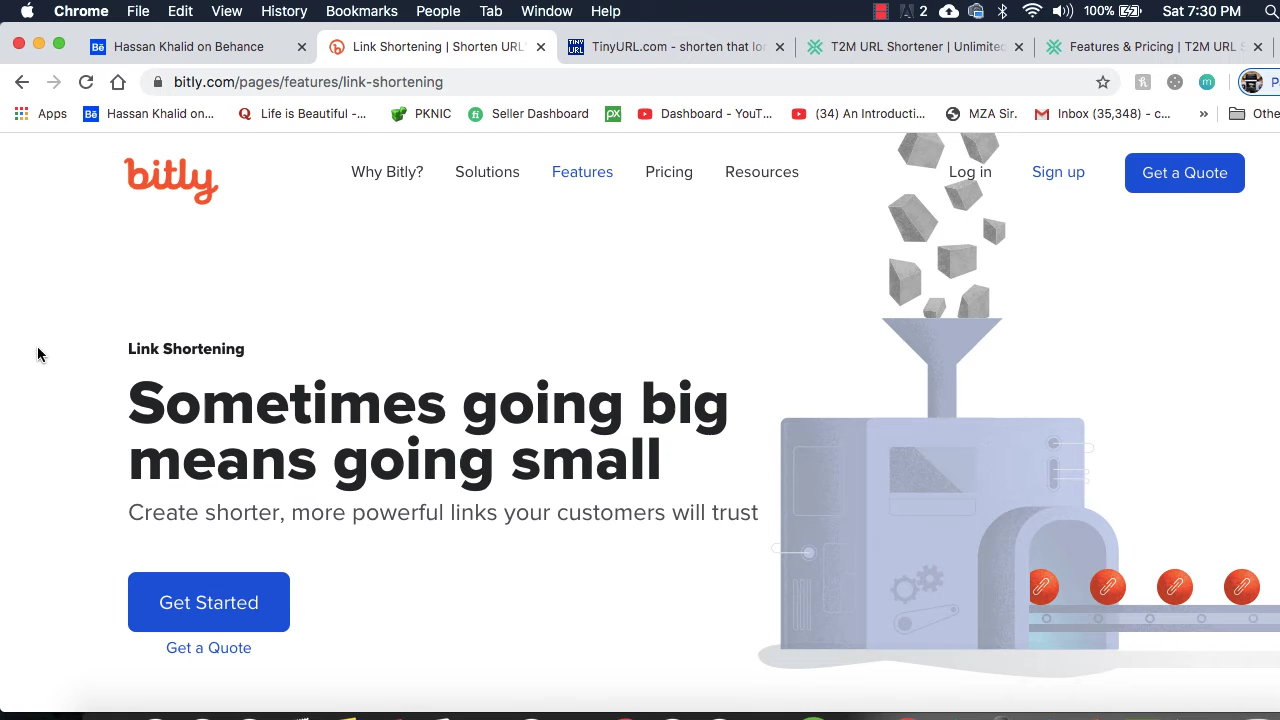 Chrome File Edit View History Bookmarks People Tab Window Help 2 100% Sat 7:30 PM
Hassan Khalid on Behance Link Shortening | Shorten URL TinyURL.com - shorten that lo T2M URL Shortener | Unlimited Features & Pricing | T2M URL S
bitly.com/pages/features/link-shortening
Apps Hassan Khalid on... Life is Beautiful -... PKNIC Seller Dashboard Dashboard - YouT... (34) An Introducti... MZA Sir. Inbox (35,348) - c... » Othe
bitly Why Bitly? Solutions Features Pricing Resources Log in Sign up Get a Quote
Link Shortening
Sometimes going big
means going small
Create shorter, more powerful links your customers will trust
Get Started
Get a Quote